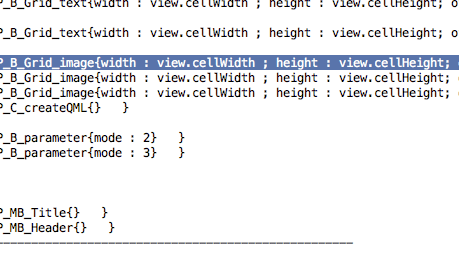 P_B_Grid_text{width : view.cellWidth ; height : view.cellHeight; o
P_B_Grid_text{width : view.cellWidth ; height : view.cellHeight; o
P_B_Grid_image{width : view.cellWidth ; height : view.cellHeight;
P_B_Grid_image{width : view.cellWidth ; height : view.cellHeight;
P_B_Grid_image{width : view.cellWidth ; height : view.cellHeight;
P_C_createQML{}   }
P_B_parameter{mode : 2}   }
P_B_parameter{mode : 3}   }
P_MB_Title{}   }
P_MB_Header{}   }